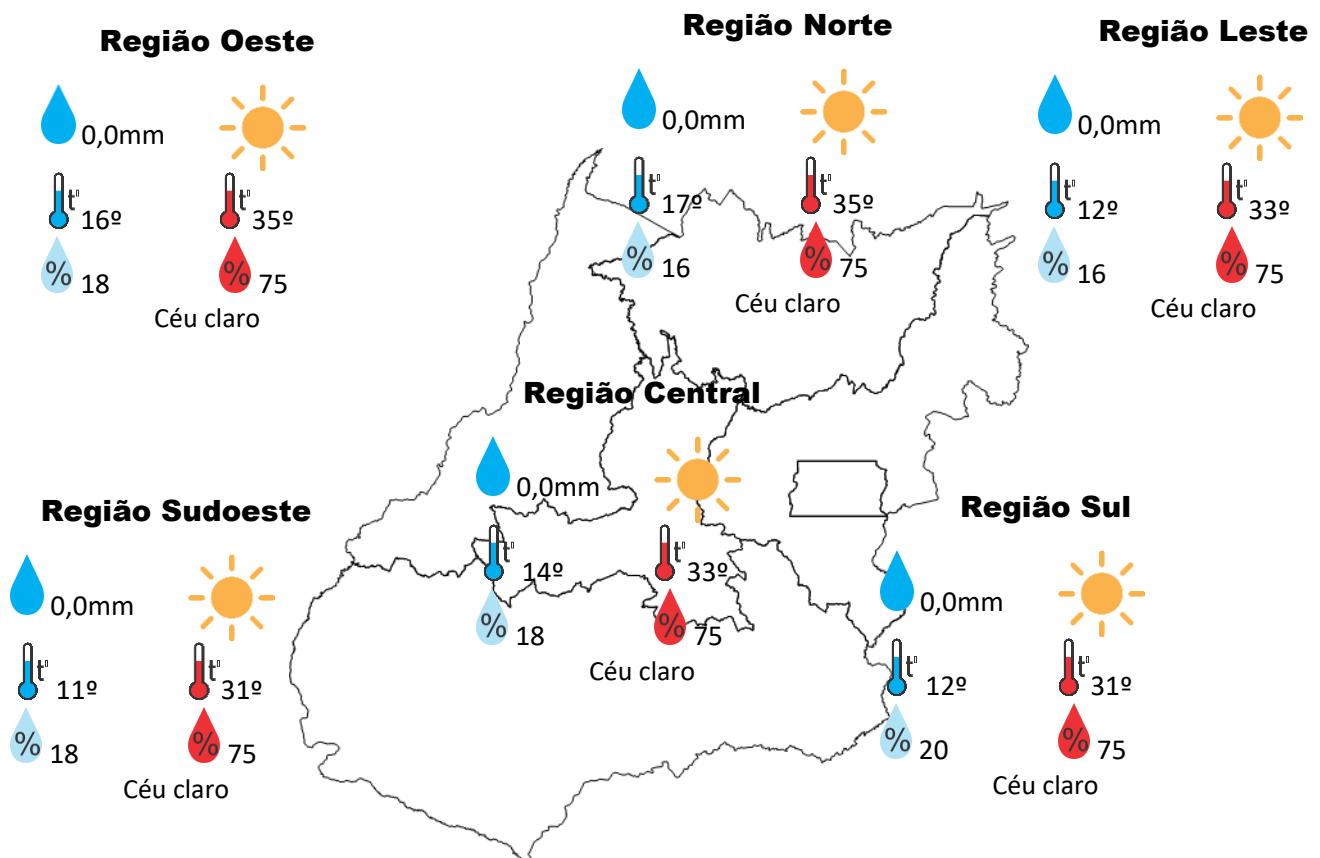 Região Oeste
0,0mm
t°
16º
t°
35º
%
18
%
75
Céu claro
Região Norte
0,0mm
t°
17º
t°
35º
%
16
%
75
Céu claro
Região Leste
0,0mm
t°
12º
t°
33º
%
16
%
75
Céu claro
Região Central
0,0mm
t°
14º
t°
33º
%
18
%
75
Céu claro
Região Sudoeste
0,0mm
t°
11º
t°
31º
%
18
%
75
Céu claro
Região Sul
0,0mm
t°
12º
t°
31º
%
20
%
75
Céu claro